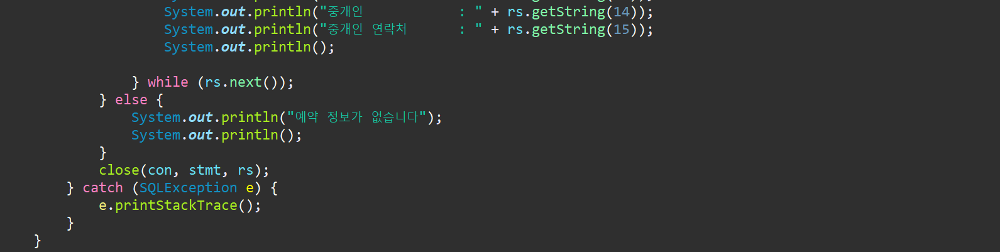 System.out.println("중개인            : " + rs.getString(14));
System.out.println("중개인 연락처      : " + rs.getString(15));
System.out.println();
} while (rs.next());
} else {
System.out.println("예약 정보가 없습니다");
System.out.println();
}
close(con, stmt, rs);
} catch (SQLException e) {
e.printStackTrace();
}
}